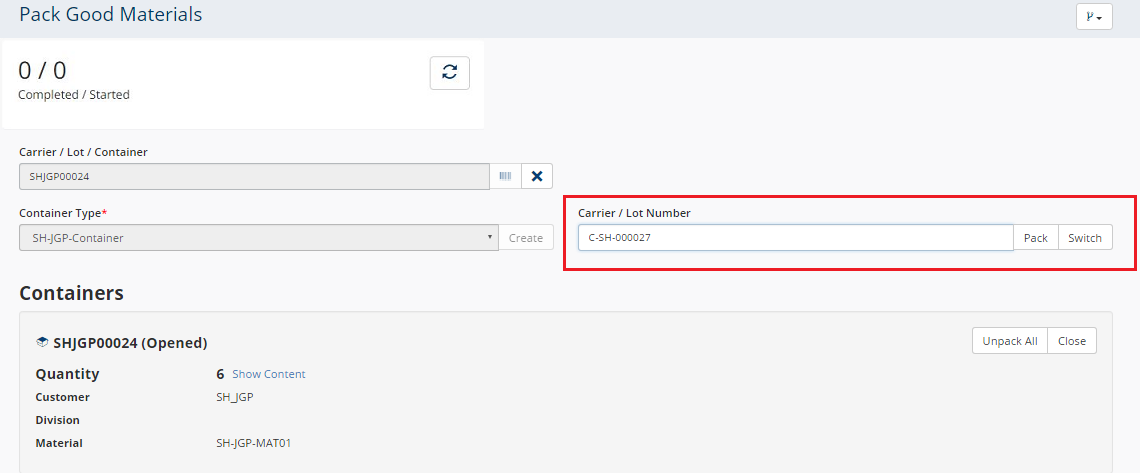 Pack Good Materials
0 / 0
Completed / Started
Carrier / Lot / Container
SHJGP00024
Container Type*
SH-JGP-Container
Create
Carrier / Lot Number
C-SH-000027
Pack
Switch
Containers
SHJGP00024 (Opened)
Unpack All
Close
Quantity 6 Show Content
Customer SH_JGP
Division
Material SH-JGP-MAT01